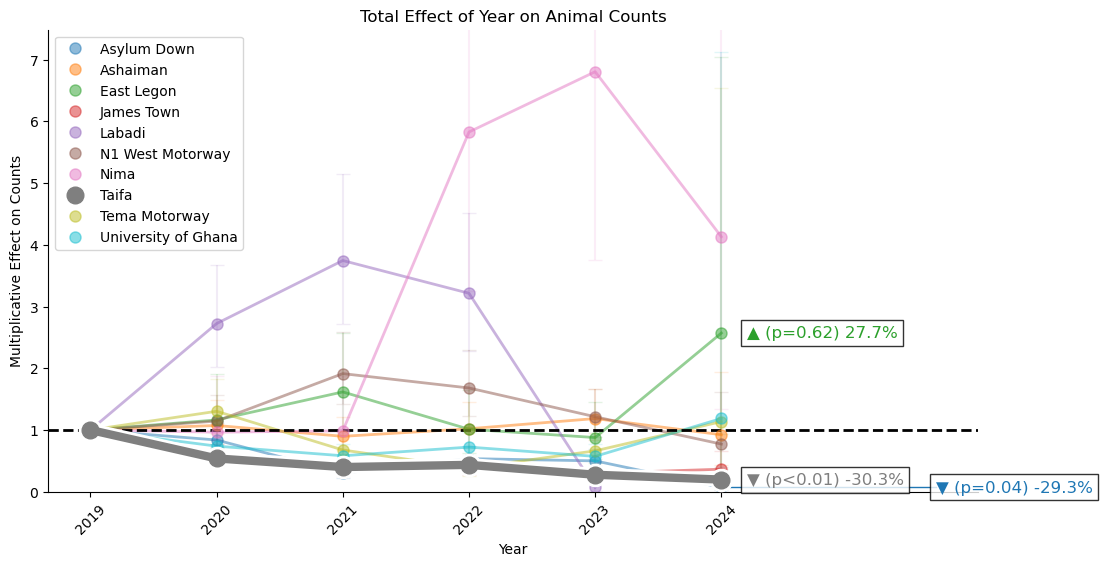 Total Effect of Year on Animal Counts
Multiplicative Effect on Counts
7
6
5
4
3
2
1
0
Asylum Down
Ashaiman
East Legon
James Town
Labadi
N1 West Motorway
Nima
Taifa
Tema Motorway
University of Ghana
▲ (p=0.62) 27.7%
▼ (p<0.01) -30.3%
▼ (p=0.04) -29.3%
2019
2020
2021
2022
2023
2024
Year